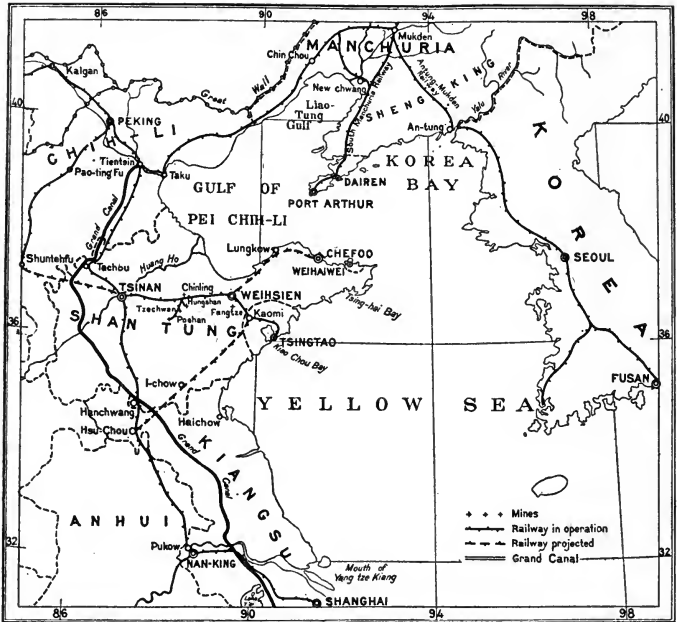 86
90
94
98
MANCHURIA
Mukden
Chin Chou
Kalgan
Great Wall
New chwang
Antung-Mukden
Railway
SHENG KING
Yalu River
Liao-
Tung
Gulf
South Manchuria Railway
40
PEKING
An-tung
40
CHIH LI
KOREA
Tientsin
Pao-ting Fu
Taku
GULF OF
PEI CHIH-LI
DAIREN
PORT ARTHUR
KOREA
BAY
Grand Canal
Shuntehfu
Techbu
Huang Ho
Lungkow
CHEFOO
WEIHAIWEI
SEOUL
TSINAN
Chinling
WEIHSIEN
Tsing-hai Bay
Tzechwan
Hungshan
Poshan
Fangtze
Kaomi
36
SHAN TUNG
TSINGTAO
Kiao Chou Bay
36
I-chow
FUSAN
Hanchwang
YELLOW SEA
Haichow
Hsu-Chou
Grand Canal
KIANGSU
ANHUI
Mines
Railway in operation
Railway projected
Grand Canal
32
Pukow
NAN-KING
32
Mouth of
Yang tze Kiang
SHANGHAI
86
90
94
98